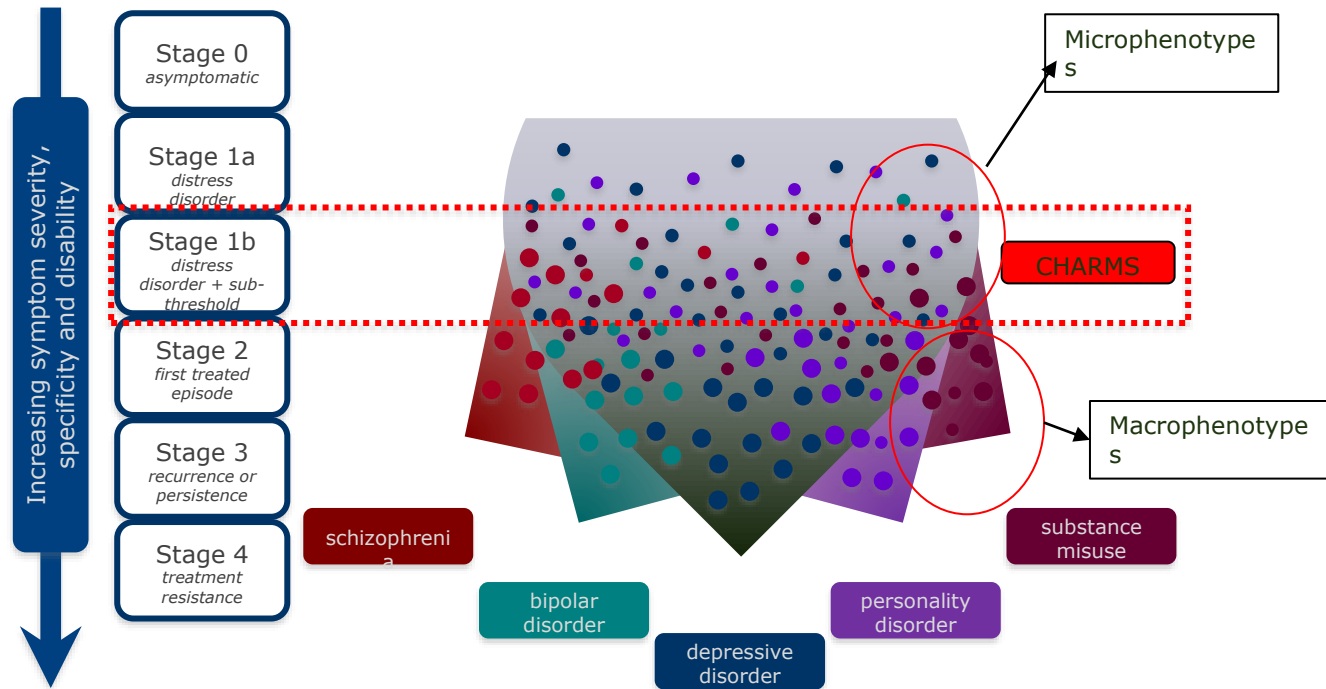 Increasing symptom severity,
specificity and disability
Stage 0
asymptomatic
Stage 1a
distress
disorder
Stage 1b
distress
disorder + sub-
threshold
Stage 2
first treated
episode
Stage 3
recurrence or
persistence
Stage 4
treatment
resistance
Microphenotype
s
CHARMS
Macrophenotype
s
schizophreni
a
bipolar
disorder
depressive
disorder
personality
disorder
substance
misuse